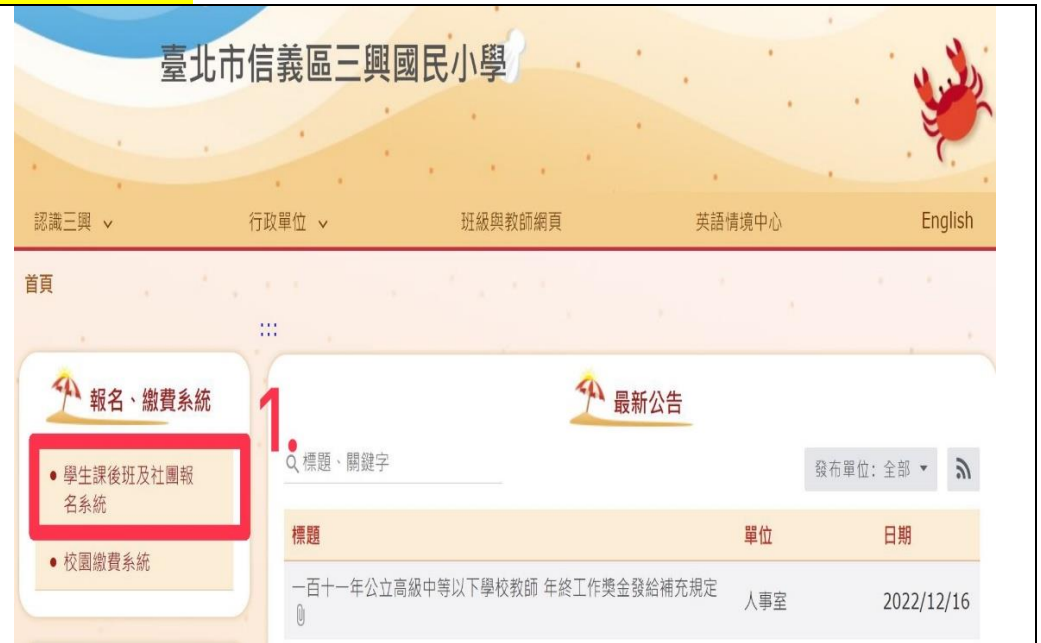 臺北市信義區三興國民小學
認識三興 行政單位 班級與教師網頁 英語情境中心 English
首頁
:::
報名、繳費系統
1.
最新公告
學生課後班及社團報
名系統
校園繳費系統
標題、關鍵字
發布單位: 全部
標題 單位 日期
一百十一年公立高級中等以下學校教師 年終工作獎金發給補充規定
人事室 2022/12/16